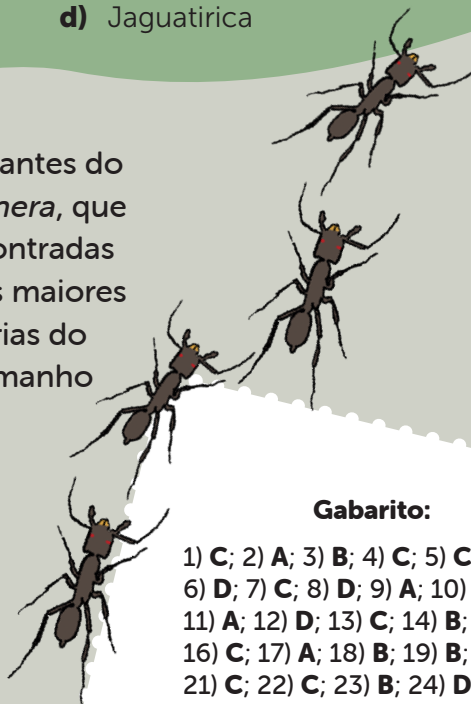 d) Jaguatirica
antes do
nera, que
ontradas
s maiores
rias do
manho
Gabarito:
1) C; 2) A; 3) B; 4) C; 5) C
6) D; 7) C; 8) D; 9) A; 10)
11) A; 12) D; 13) C; 14) B;
16) C; 17) A; 18) B; 19) B;
21) C; 22) C; 23) B; 24) D